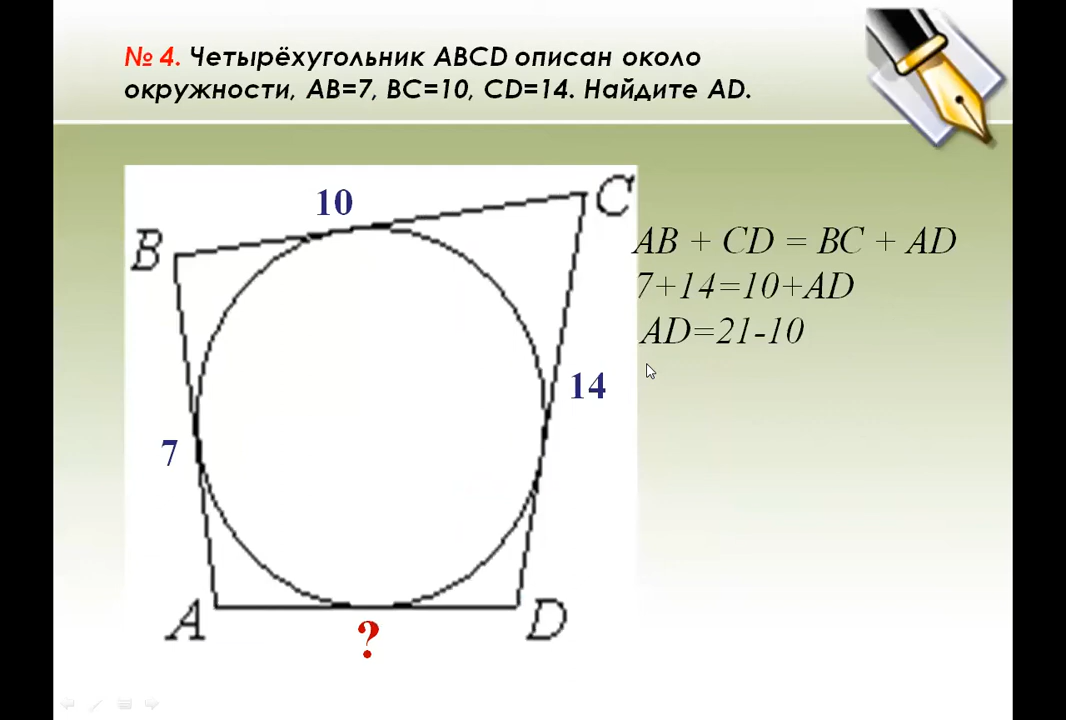 № 4. Четырёхугольник ABCD описан около
окружности, AB=7, BC=10, CD=14. Найдите AD.
10
C
B
AB + CD = BC + AD
7+14=10+AD
AD=21-10
14
7
A
D
?